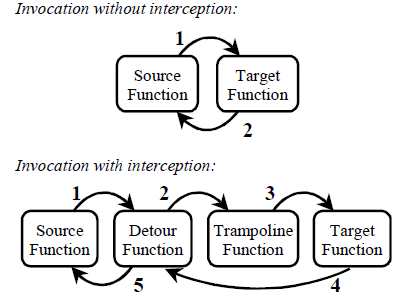 Invocation without interception:
1
Source Target
Function Function
2
Invocation with interception:
1 2 3
Source Detour Trampoline Target
Function Function Function Function
5 4